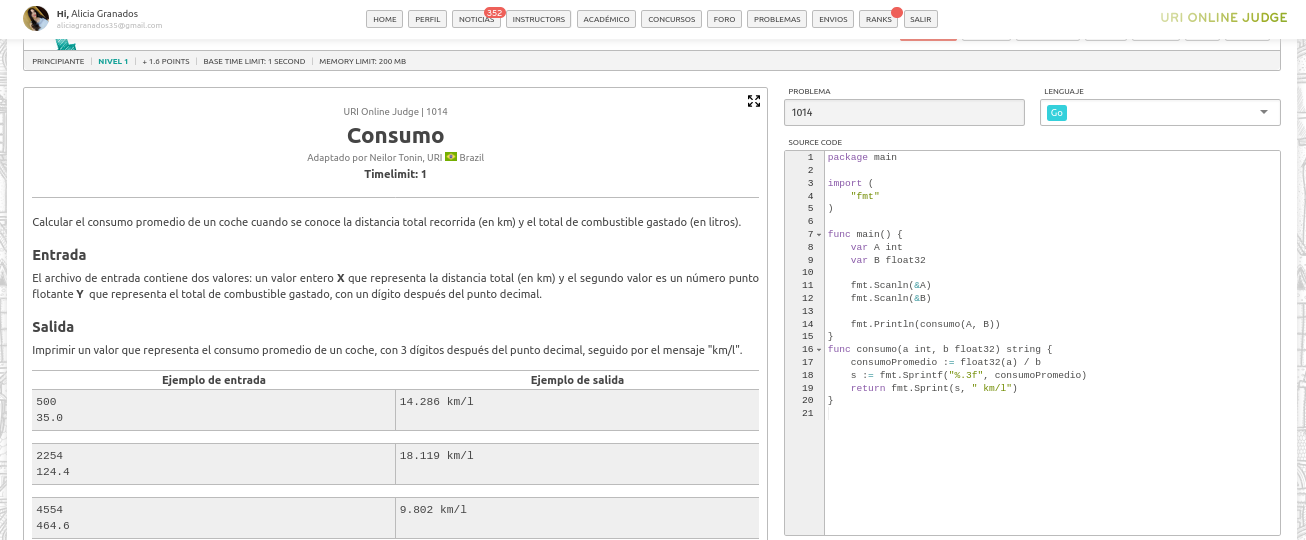 Hi, Alicia Granados
aliciagranados35@gmail.com
HOME PERFIL NOTICIAS 352 INSTRUCTORS ACADÉMICO CONCURSOS FORO PROBLEMAS ENVIOS RANKS SALIR
URI ONLINE JUDGE
PRINCIPIANTE | NIVEL 1 | + 1.6 POINTS | BASE TIME LIMIT: 1 SECOND | MEMORY LIMIT: 200 MB
URI Online Judge | 1014
Consumo
Adaptado por Neilor Tonin, URI Brazil
Timelimit: 1
Calcular el consumo promedio de un coche cuando se conoce la distancia total recorrida (en km) y el total de combustible gastado (en litros).
Entrada
El archivo de entrada contiene dos valores: un valor entero X que representa la distancia total (en km) y el segundo valor es un número punto
flotante Y que representa el total de combustible gastado, con un dígito después del punto decimal.
Salida
Imprimir un valor que representa el consumo promedio de un coche, con 3 dígitos después del punto decimal, seguido por el mensaje "km/l".
Ejemplo de entrada Ejemplo de salida
500 14.286 km/l
35.0
2254 18.119 km/l
124.4
4554 9.802 km/l
464.6
PROBLEMA LENGUAJE
1014 Go
SOURCE CODE
1 package main
2
3 import (
4 "fmt"
5 )
6
7 func main() {
8 var A int
9 var B float32
10
11 fmt.Scanln(&A)
12 fmt.Scanln(&B)
13
14 fmt.Println(consumo(A, B))
15 }
16 func consumo(a int, b float32) string {
17 consumoPromedio := float32(a) / b
18 s := fmt.Sprintf("%.3f", consumoPromedio)
19 return fmt.Sprint(s, " km/l")
20 }
21